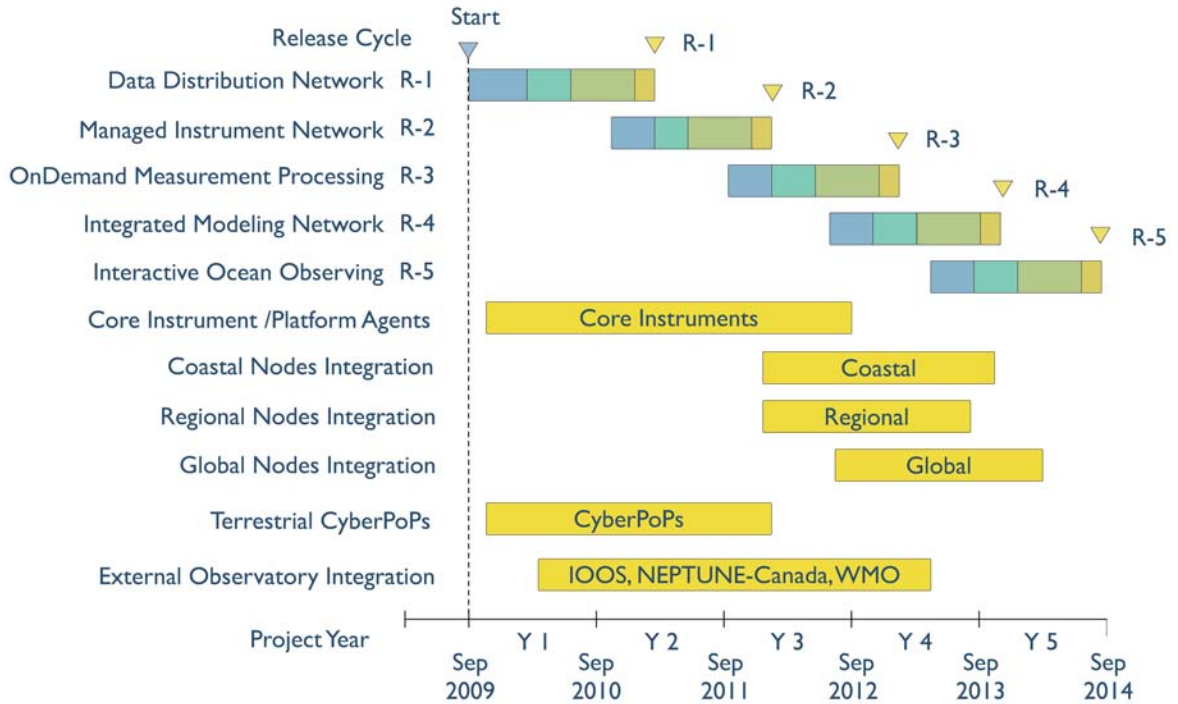 Start
Release Cycle
R-1
Data Distribution Network R-1
R-2
Managed Instrument Network R-2
R-3
OnDemand Measurement Processing R-3
R-4
Integrated Modeling Network R-4
R-5
Interactive Ocean Observing R-5
Core Instrument /Platform Agents
Core Instruments
Coastal Nodes Integration
Coastal
Regional Nodes Integration
Regional
Global Nodes Integration
Global
Terrestrial CyberPoPs
CyberPoPs
External Observatory Integration
IOOS, NEPTUNE-Canada, WMO
Project Year
Y 1 Y 2 Y 3 Y 4 Y 5
Sep Sep Sep Sep Sep Sep
2009 2010 2011 2012 2013 2014